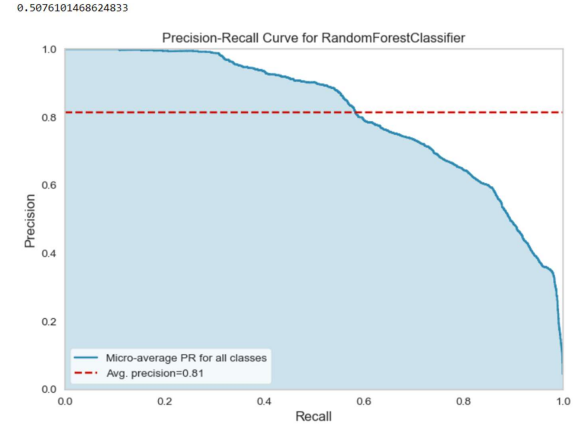 0.5076101468624833
Precision-Recall Curve for RandomForestClassifier
1.0
0.8
0.6
0.4
0.2
0.0
Precision
Micro-average PR for all classes
Avg. precision=0.81
0.0 0.2 0.4 0.6 0.8 1.0
Recall